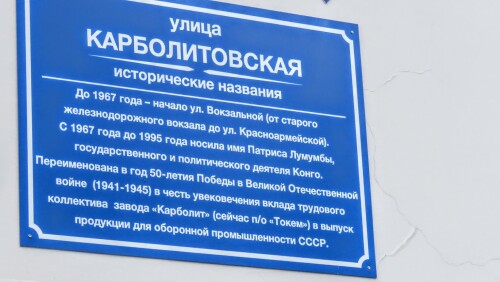 улица
КАРБОЛИТОВСКАЯ
исторические названия
До 1967 года – начало ул. Вокзальной (от старого
железнодорожного вокзала до ул. Красноармейской).
С 1967 года до 1995 года носила имя Патриса Лумумбы,
государственного и политического деятеля Конго.
Переименована в год 50-летия Победы в Великой Отечественной
войне (1941-1945) в честь увековечения вклада трудового
коллектива завода «Карболит» (сейчас п/о «Токем») в выпуск
продукции для оборонной промышленности СССР.